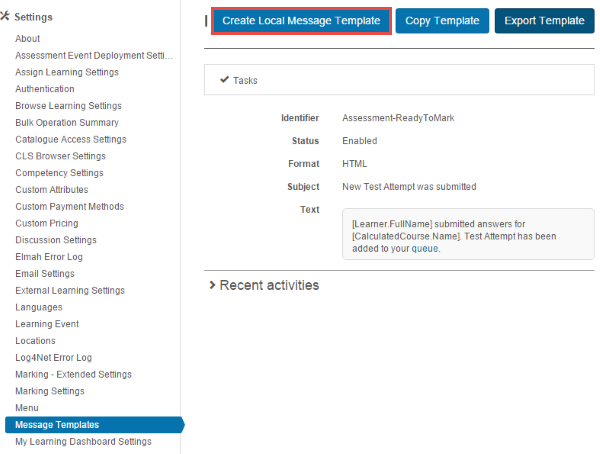 Settings
About
Assessment Event Deployment Setti...
Assign Learning Settings
Authentication
Browse Learning Settings
Bulk Operation Summary
Catalogue Access Settings
CLS Browser Settings
Competency Settings
Custom Attributes
Custom Payment Methods
Custom Pricing
Discussion Settings
Elmah Error Log
Email Settings
External Learning Settings
Languages
Learning Event
Locations
Log4Net Error Log
Marking - Extended Settings
Marking Settings
Menu
Message Templates
My Learning Dashboard Settings
Create Local Message Template Copy Template Export Template
Tasks
Identifier Assessment-ReadyToMark
Status Enabled
Format HTML
Subject New Test Attempt was submitted
Text [Learner.FullName] submitted answers for
[CalculatedCourse.Name]. Test Attempt has been
added to your queue.
Recent activities